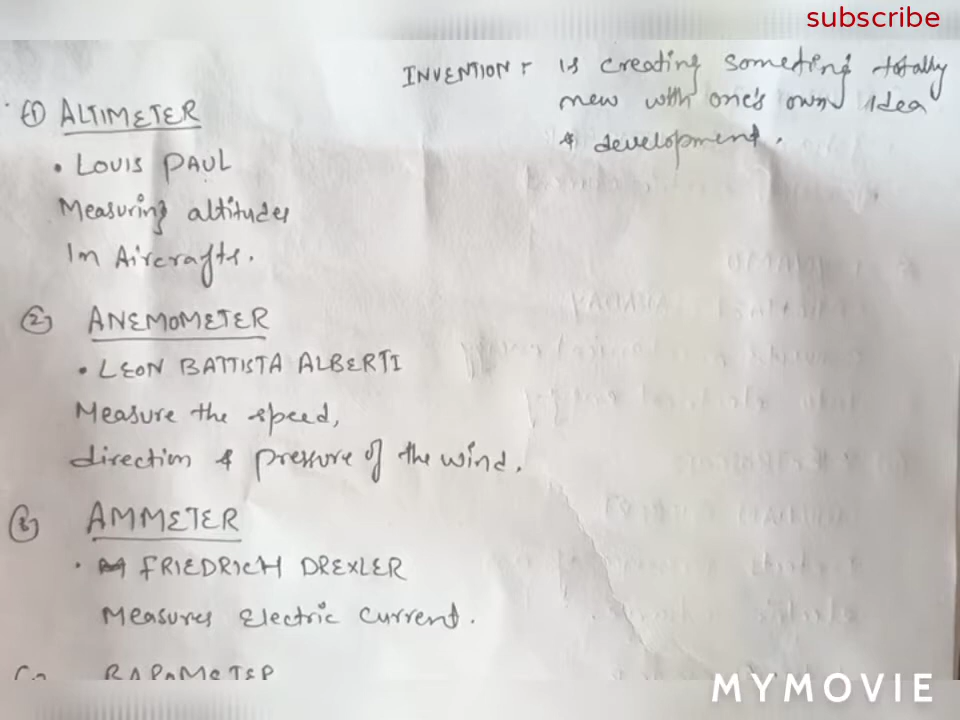 subscribe
INVENTION : is creating someting totally
new with one's own Idea
& development.
(1) ALTIMETER
• LOUIS PAUL
Measuring altitudes
In Aircrafts.
(2) ANEMOMETER
• LEON BATTISTA ALBERTI
Measure the speed,
direction & pressure of the wind.
(3) AMMETER
• FRIEDRICH DREXLER
Measures Electric Current.
BAROMETER
MYMOVIE